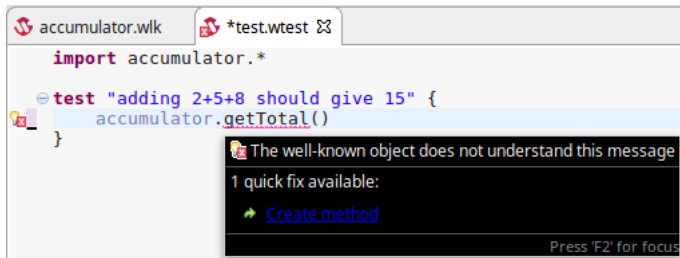 accumulator.wlk *test.wtest
import accumulator.*
test "adding 2+5+8 should give 15" {
accumulator.getTotal()
}
The well-known object does not understand this message
1 quick fix available:
Create method
Press 'F2' for focus